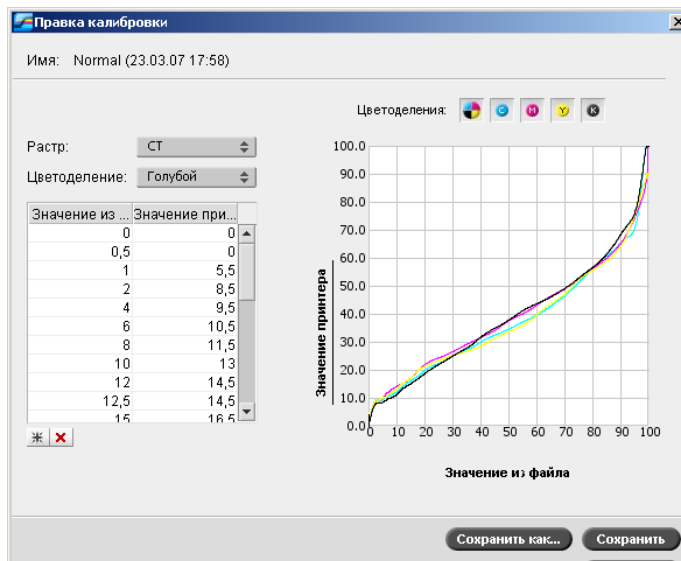 Правка калибровки
Имя: Normal (23.03.07 17:58)
Цветоделения: C M Y K
Растр: CT
Цветоделение: Голубой
Значение из ... Значение при...
0 0
0,5 0
1 5,5
2 8,5
4 9,5
6 10,5
8 11,5
10 13
12 14,5
12,5 14,5
15 16,5
100.0
90.0
80.0
70.0
60.0
50.0
40.0
30.0
20.0
10.0
0.0
Значение принтера
0 10 20 30 40 50 60 70 80 90 100
Значение из файла
Сохранить как... Сохранить